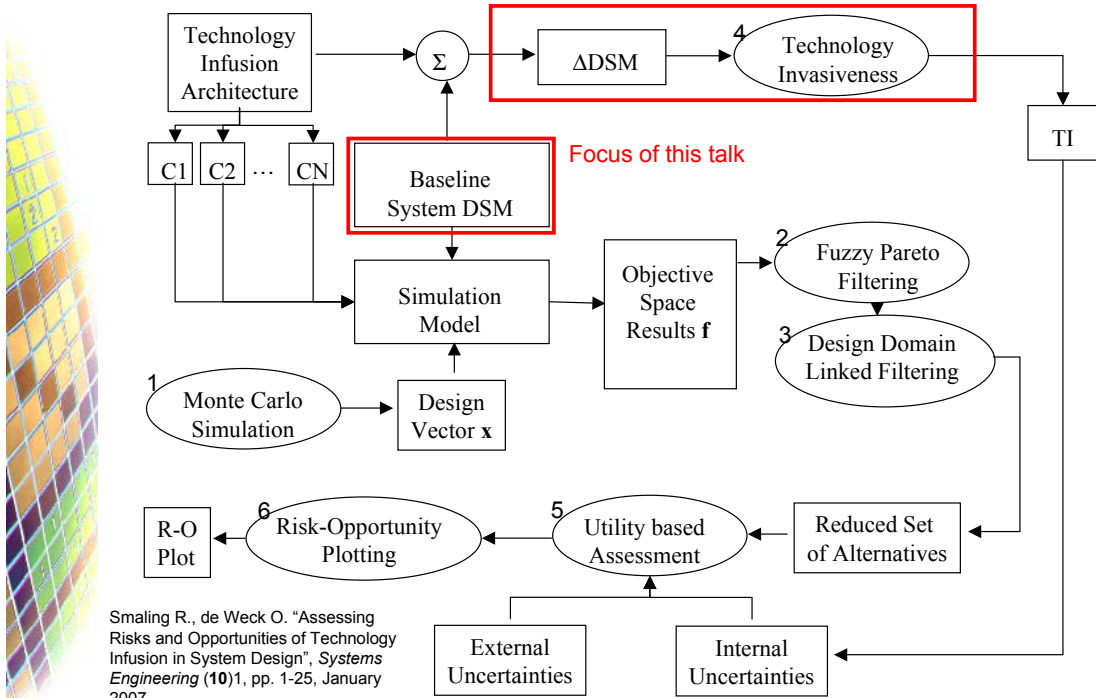 Technology
Infusion
Architecture
Σ
ΔDSM
4
Technology
Invasiveness
TI
C1
C2
…
CN
Focus of this talk
Baseline
System DSM
Simulation
Model
Objective
Space
Results f
2
Fuzzy Pareto
Filtering
3
Design Domain
Linked Filtering
1
Monte Carlo
Simulation
Design
Vector x
R-O
Plot
6
Risk-Opportunity
Plotting
5
Utility based
Assessment
Reduced Set
of Alternatives
External
Uncertainties
Internal
Uncertainties
Smaling R., de Weck O. “Assessing
Risks and Opportunities of Technology
Infusion in System Design”, Systems
Engineering (10)1, pp. 1-25, January
2007